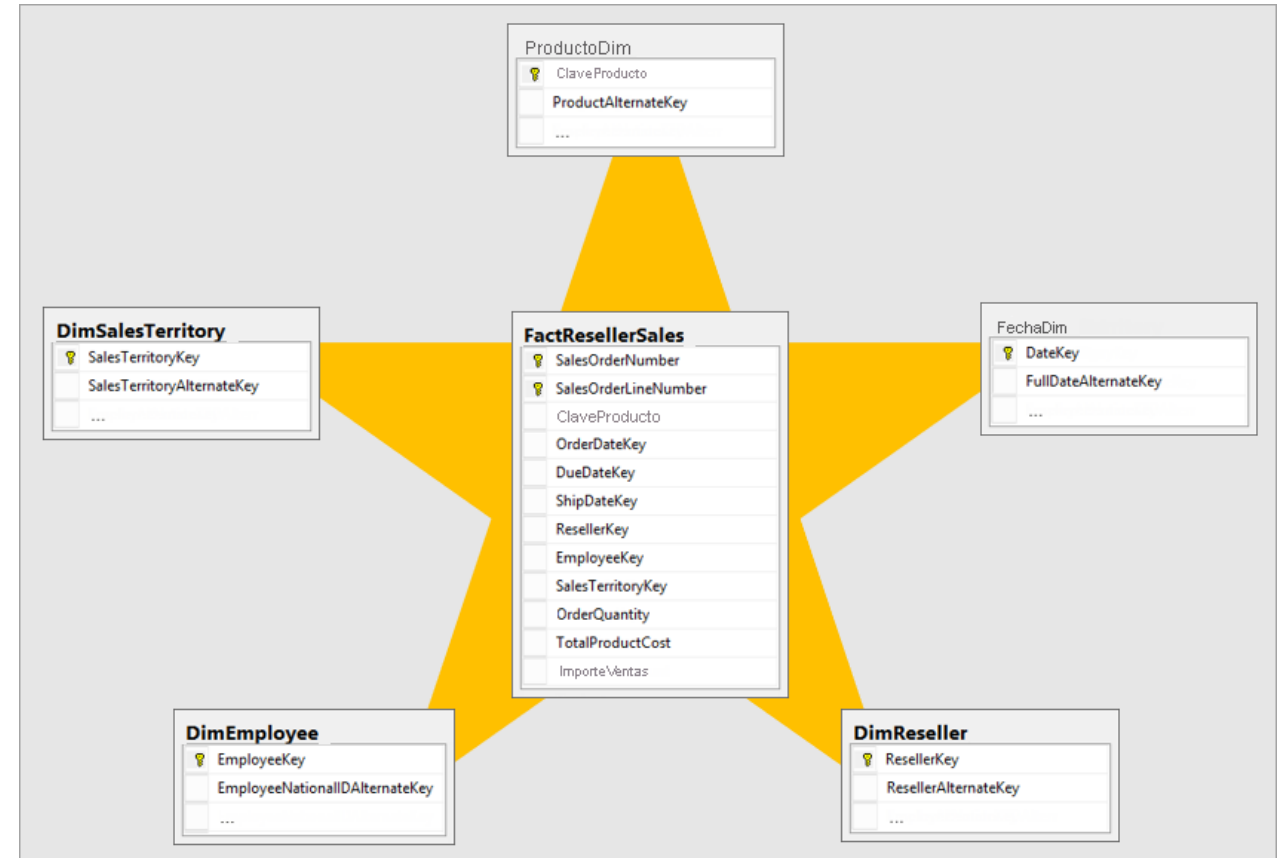 ProductoDim
ClaveProducto
ProductAlternateKey
...
DimSalesTerritory
SalesTerritoryKey
SalesTerritoryAlternateKey
...
FactResellerSales
SalesOrderNumber
SalesOrderLineNumber
ClaveProducto
OrderDateKey
DueDateKey
ShipDateKey
ResellerKey
EmployeeKey
SalesTerritoryKey
OrderQuantity
TotalProductCost
ImporteVentas
FechaDim
DateKey
FullDateAlternateKey
...
DimEmployee
EmployeeKey
EmployeeNationalIDAlternateKey
...
DimReseller
ResellerKey
ResellerAlternateKey
...